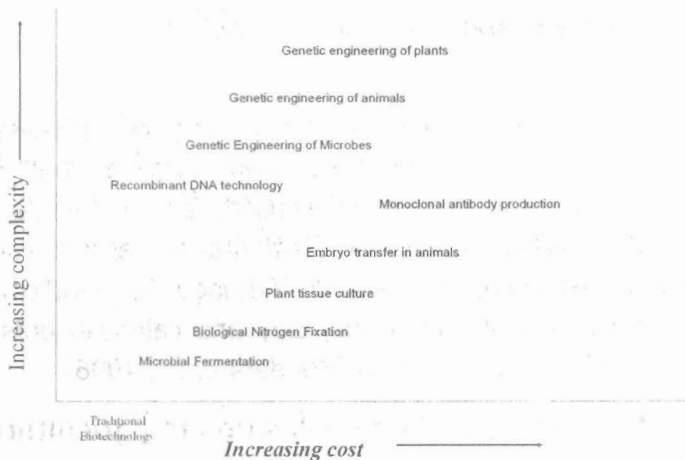 Genetic engineering of plants
Genetic engineering of animals
Genetic Engineering of Microbes
Recombinant DNA technology
Monoclonal antibody production
Embryo transfer in animals
Plant tissue culture
Biological Nitrogen Fixation
Microbial Fermentation
Increasing complexity
Traditional
Biotechnology
Increasing cost